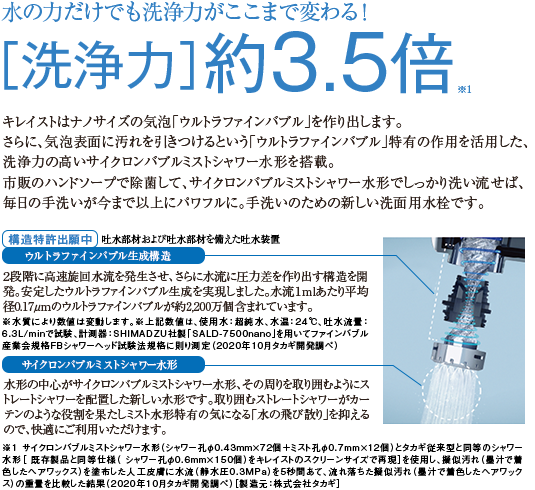 水の力だけでも洗浄力がここまで変わる！
［洗浄力］約3.5倍※1
キレイストはナノサイズの気泡「ウルトラファインバブル」を作り出します。
さらに、気泡表面に汚れを引きつけるという「ウルトラファインバブル」特有の作用を活用した、
洗浄力の高いサイクロンバブルミストシャワー水形を搭載。
市販のハンドソープで除菌して、サイクロンバブルミストシャワー水形でしっかり洗い流せば、
毎日の手洗いが今まで以上にパワフルに。手洗いのための新しい洗面用水栓です。
構造特許出願中 吐水部材および吐水部材を備えた吐水装置
ウルトラファインバブル生成構造
2段階に高速旋回水流を発生させ、さらに水流に圧力差を作り出す構造を開
発。安定したウルトラファインバブル生成を実現しました。水流1mlあたり平均
径0.17μmのウルトラファインバブルが約2,200万個含まれています。
※水質により数値は変動します。※上記数値は、使用水：超純水、水温：24℃、吐水流量：
6.3L/minで試験、計測器：SHIMADZU社製「SALD-7500nano」を用いてファインバブル
産業会規格FBシャワーヘッド試験法規格に則り測定（2020年10月タカギ開発調べ）
サイクロンバブルミストシャワー水形
水形の中心がサイクロンバブルミストシャワー水形、その周りを取り囲むようにス
トレートシャワーを配置した新しい水形です。取り囲むストレートシャワーがカー
テンのような役割を果たしミスト水形特有の気になる「水の飛び散り」を抑える
ので、快適にご利用いただけます。
※1 サイクロンバブルミストシャワー水形（シャワー孔φ0.43mm×72個＋ミスト孔φ0.7mm×12個）とタカギ従来型と同等のシャワー
水形［既存製品と同等仕様（シャワー孔φ0.6mm×150個）をキレイストのスクリーンサイズで再現］を使用し、擬似汚れ（墨汁で着
色したヘアワックス）を塗布した人工皮膚に水流（静水圧0.3MPa）を5秒間あて、流れ落ちた擬似汚れ（墨汁で着色したヘアワック
ス）の重量を比較した結果（2020年10月タカギ開発調べ）［製造元：株式会社タカギ］